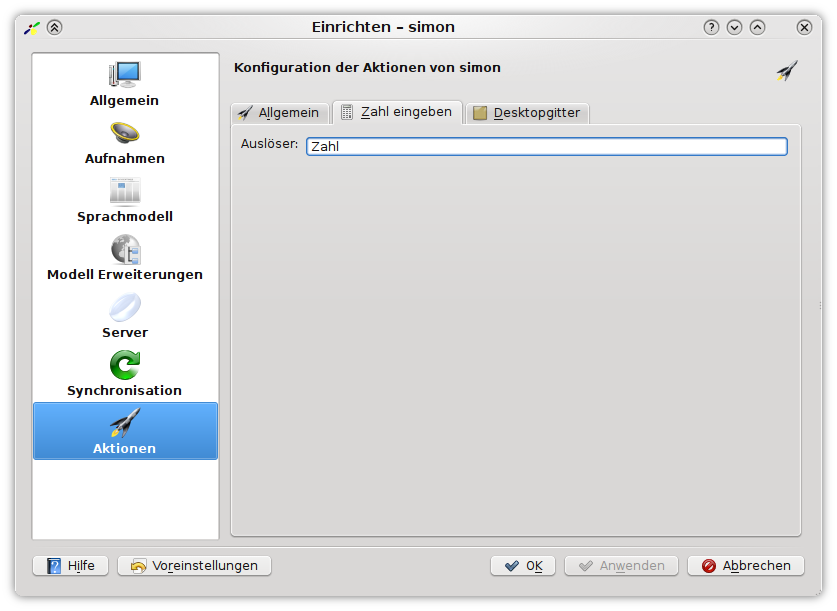 Einrichten – simon
Allgemein
Aufnahmen
Sprachmodell
Modell Erweiterungen
Server
Synchronisation
Aktionen
Konfiguration der Aktionen von simon
Allgemein
Zahl eingeben
Desktopgitter
Auslöser:
Zahl
Hilfe
Voreinstellungen
OK
Anwenden
Abbrechen